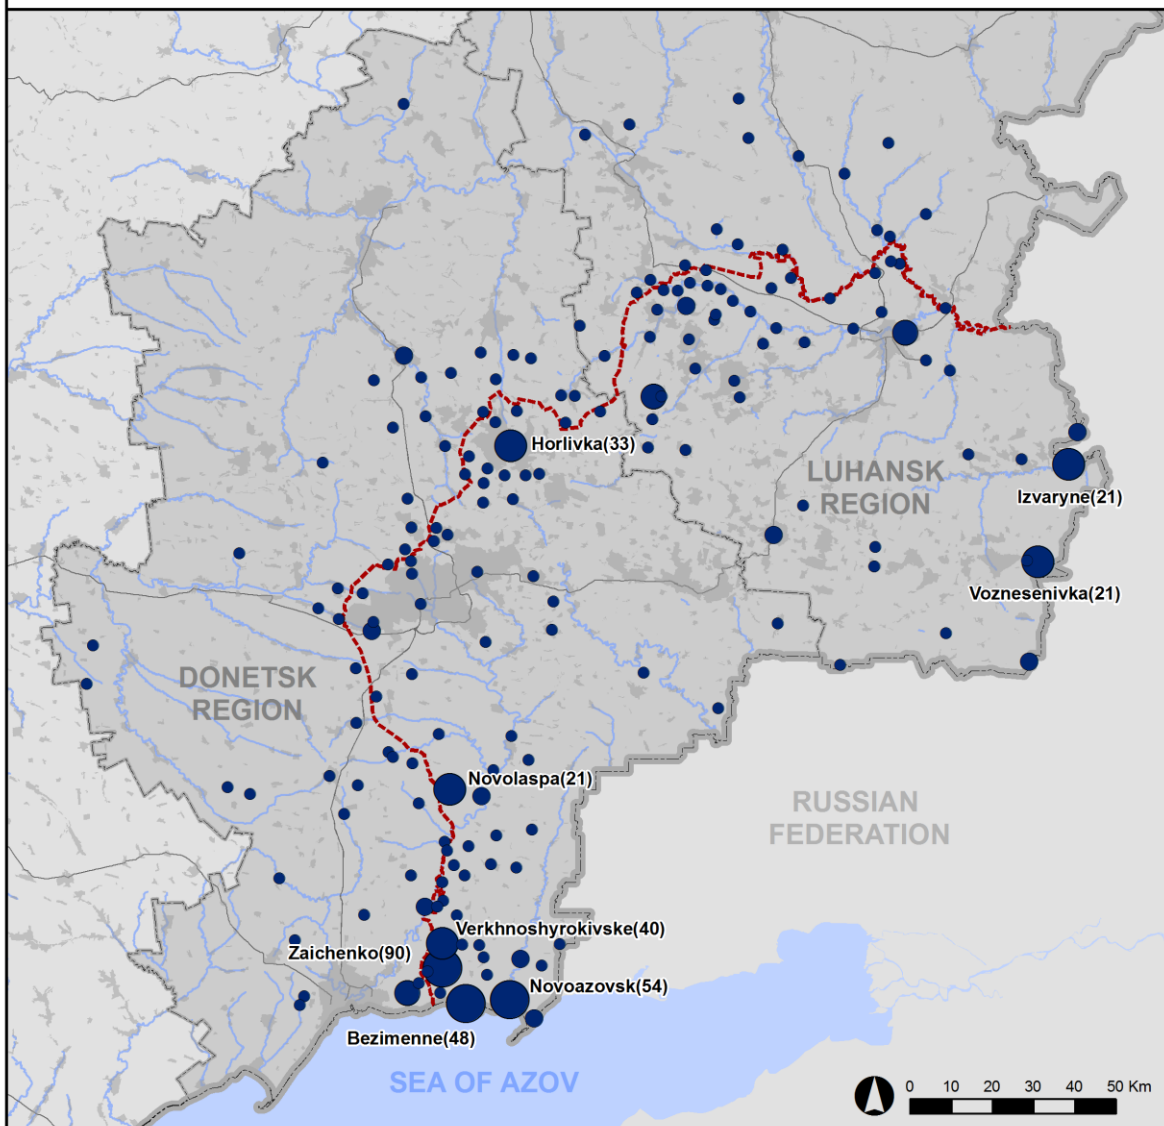 Horlivka(33)
LUHANSK
REGION
Izvaryne(21)
Voznesenivka(21)
DONETSK
REGION
Novolaspa(21)
RUSSIAN
FEDERATION
Verkhnoshyrokivske(40)
Zaichenko(90)
Novoazovsk(54)
Bezimenne(48)
SEA OF AZOV
0 10 20 30 40 50 Km